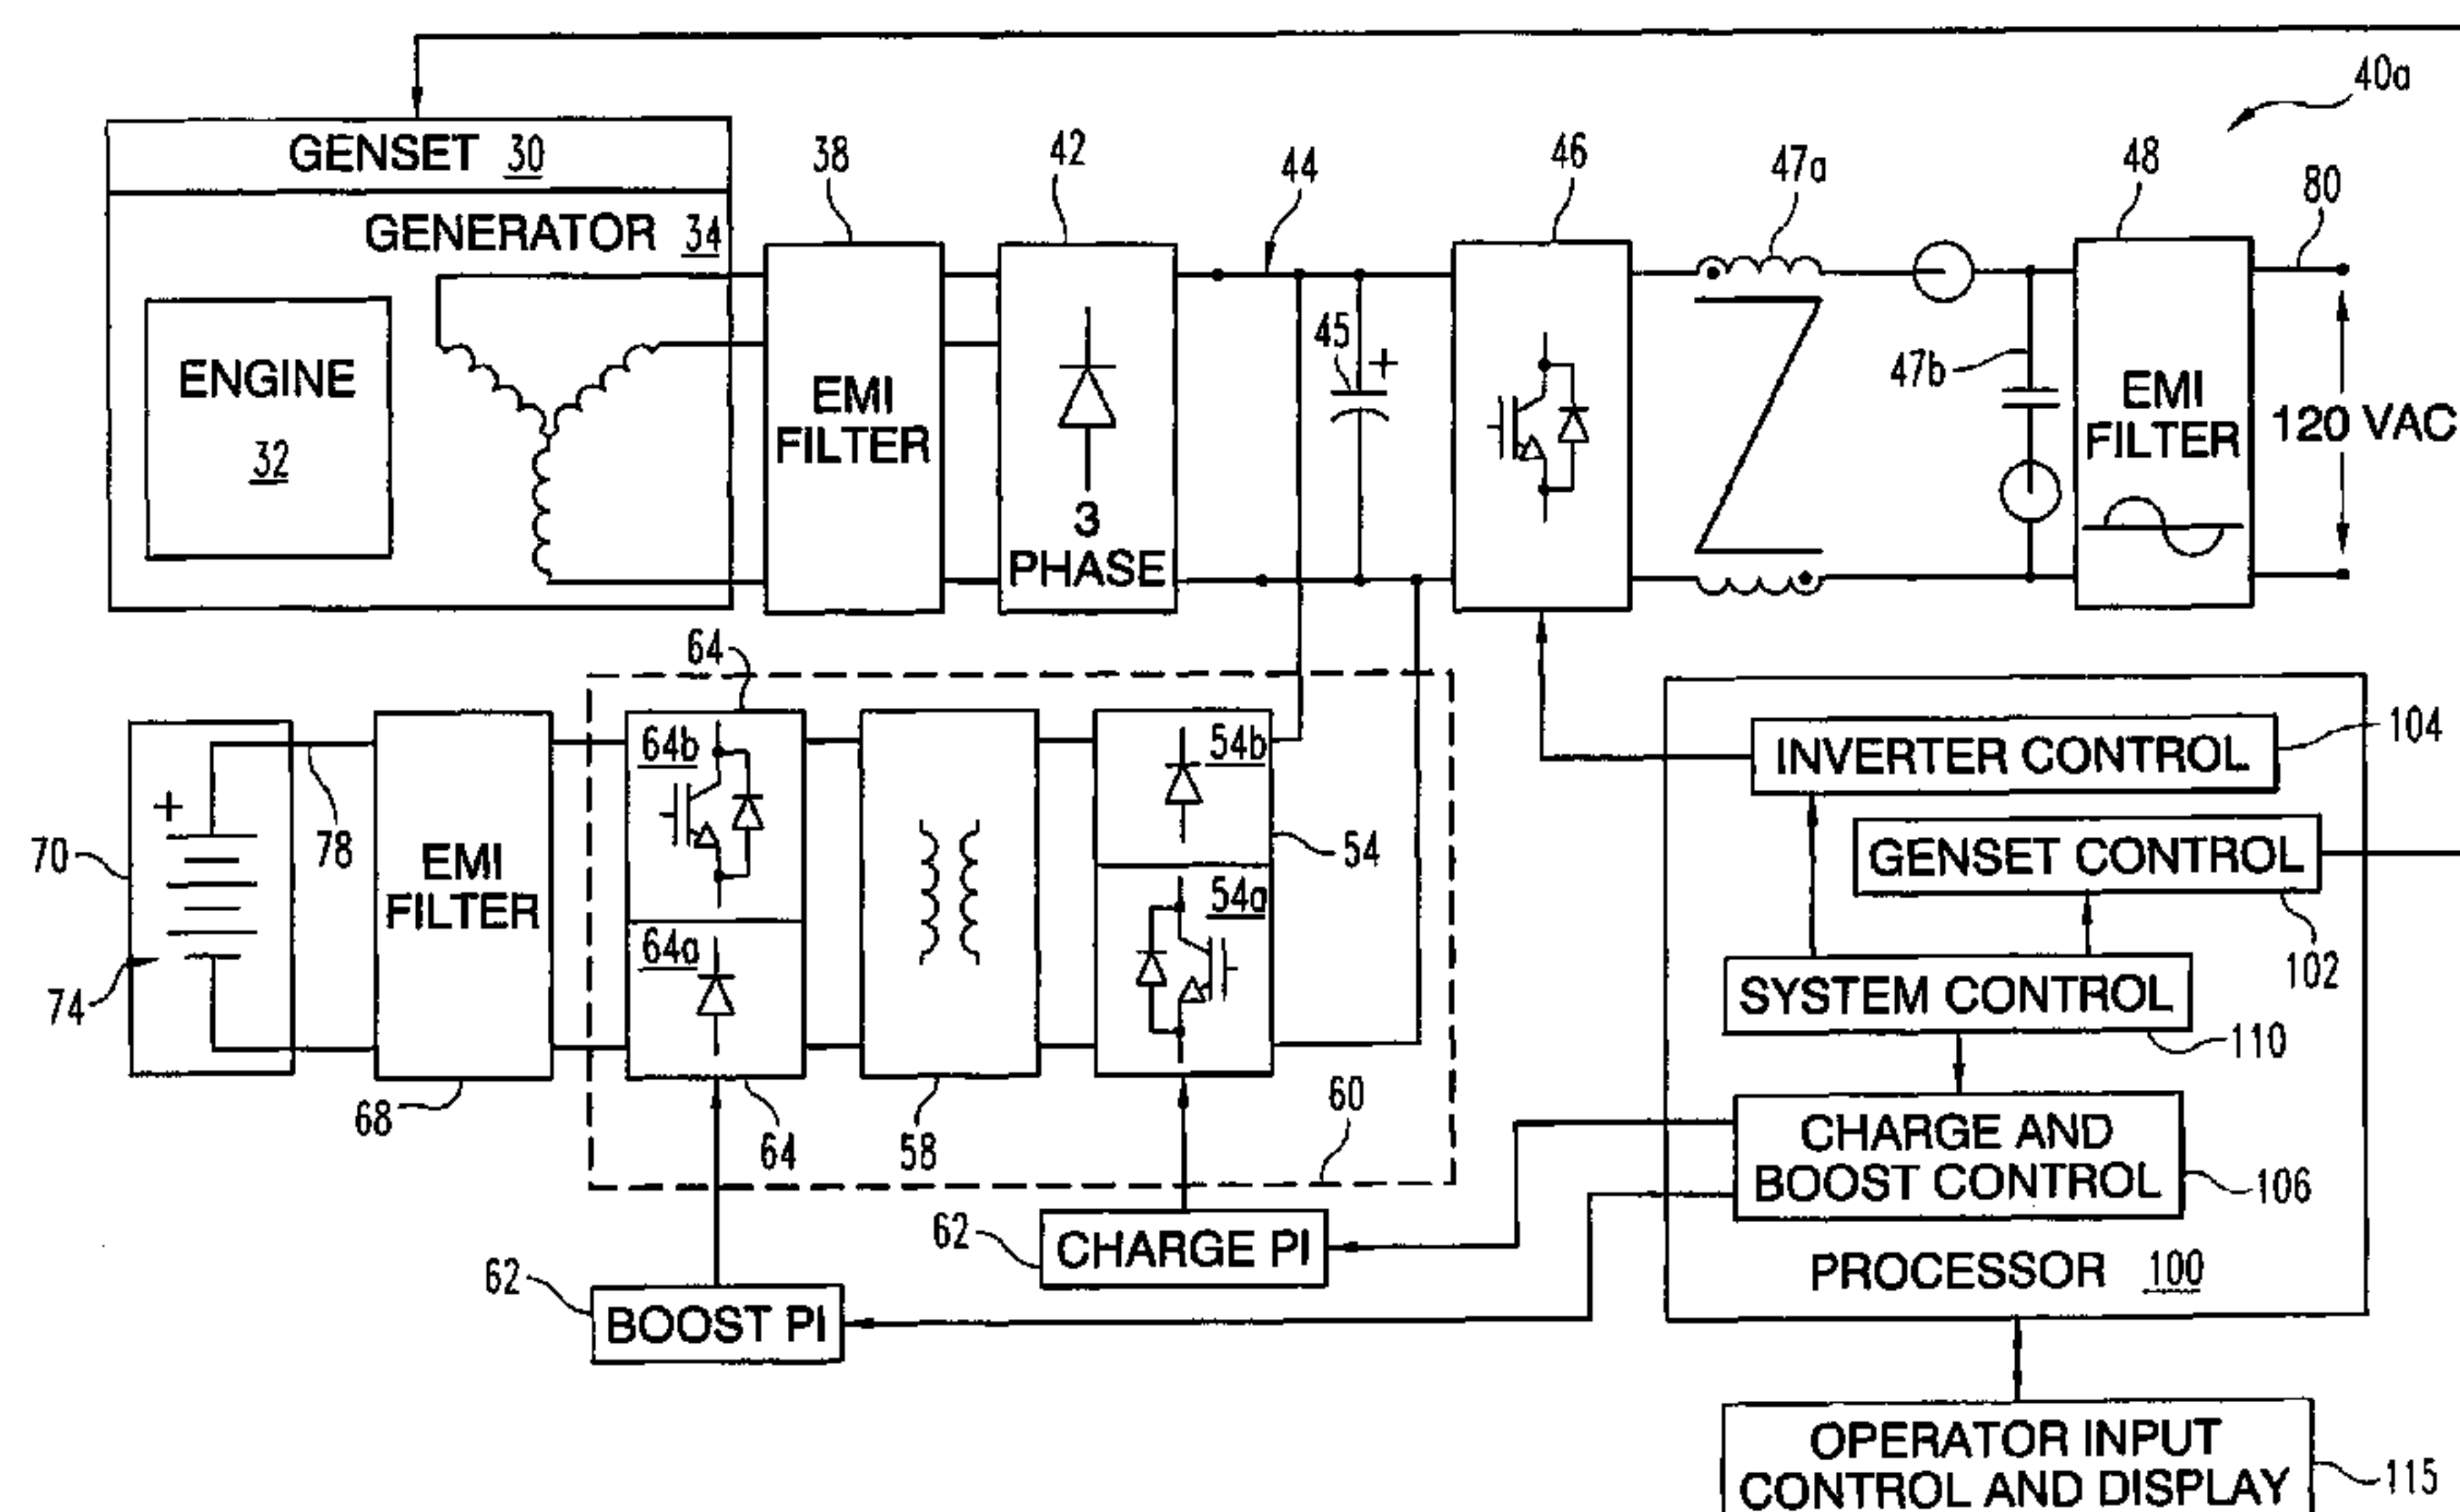 40a
GENSET 30
GENERATOR 34
ENGINE
32
38
EMI
FILTER
42
3
PHASE
44
45
+
46
47a
47b
48
EMI
FILTER
80
120 VAC
70
+
74
78
EMI
FILTER
68
64
64b
64a
64
58
54b
54a
54
60
62
CHARGE PI
62
BOOST PI
INVERTER CONTROL
104
GENSET CONTROL
102
SYSTEM CONTROL
110
CHARGE AND
BOOST CONTROL
106
PROCESSOR 100
OPERATOR INPUT
CONTROL AND DISPLAY
115